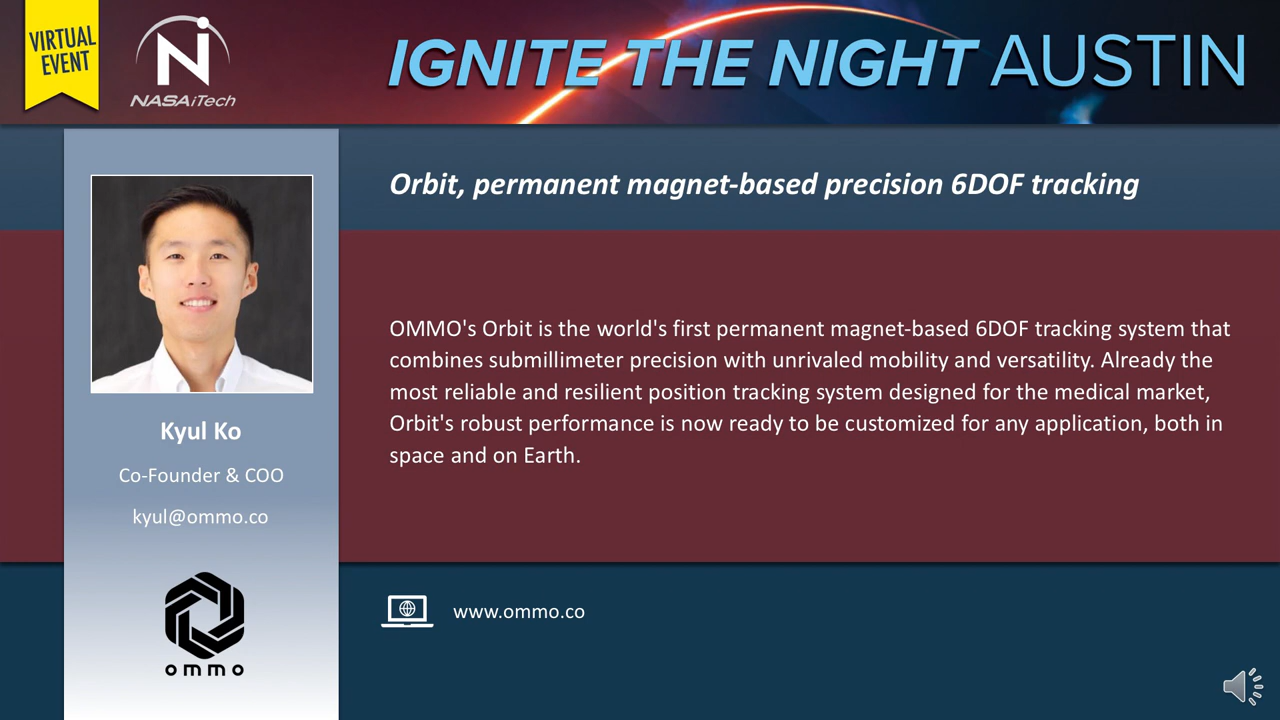 VIRTUAL
EVENT
NASAiTech
IGNITE THE NIGHT AUSTIN
Orbit, permanent magnet-based precision 6DOF tracking
OMMO's Orbit is the world's first permanent magnet-based 6DOF tracking system that
combines submillimeter precision with unrivaled mobility and versatility. Already the
most reliable and resilient position tracking system designed for the medical market,
Orbit's robust performance is now ready to be customized for any application, both in
space and on Earth.
Kyul Ko
Co-Founder & COO
kyul@ommo.co
ommo
www.ommo.co